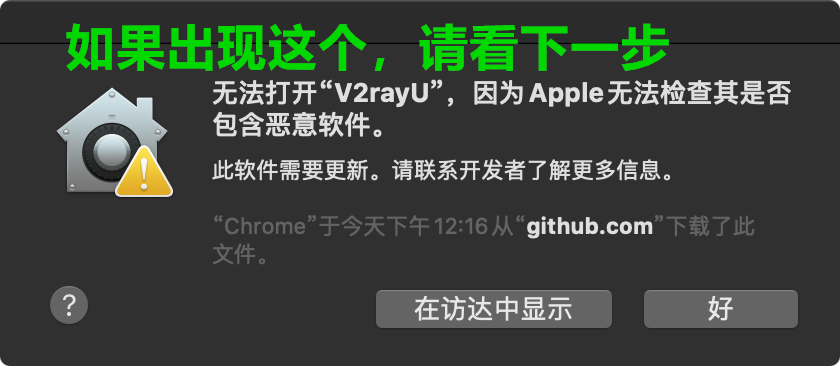 如果出现这个，请看下一步
无法打开“V2rayU”，因为 Apple 无法检查其是否
包含恶意软件。
此软件需要更新。请联系开发者了解更多信息。
“Chrome”于今天下午 12:16 从“github.com”下载了此
文件。
?
在访达中显示
好